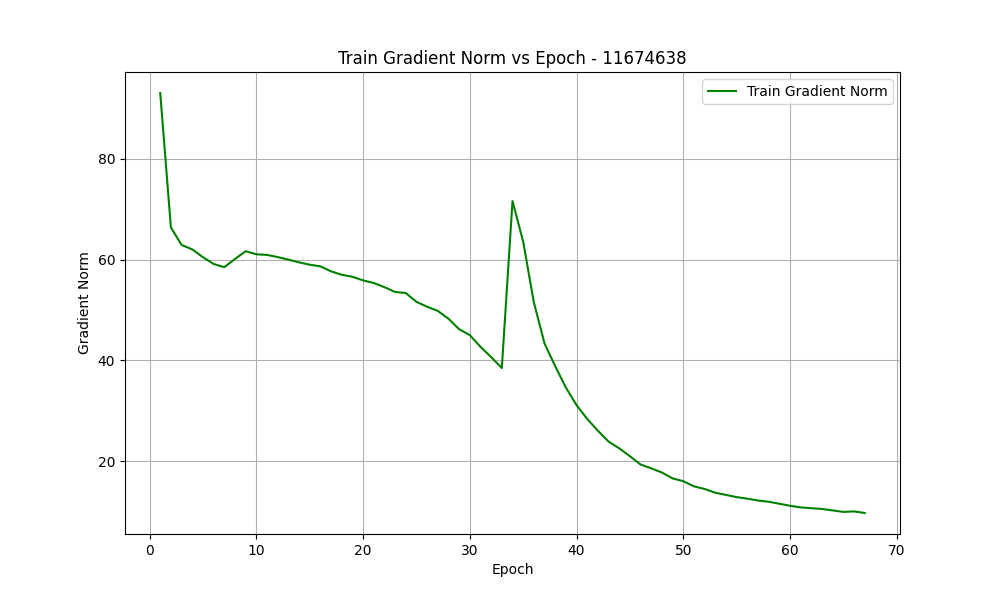 Train Gradient Norm vs Epoch - 11674638
Train Gradient Norm
80
60
40
20
Gradient Norm
0 10 20 30 40 50 60 70
Epoch